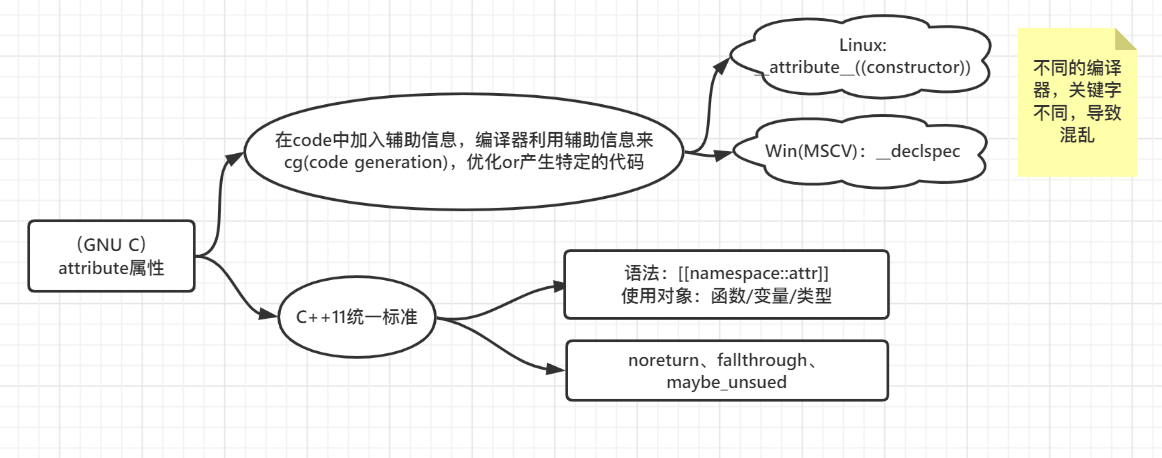 Linux:
__attribute__((constructor))
不同的编译
器，关键字
不同，导致
混乱
在code中加入辅助信息，编译器利用辅助信息来
cg(code generation)，优化or产生特定的代码
Win(MSCV)：__declspec
（GNU C）
attribute属性
语法：[[namespace::attr]]
使用对象：函数/变量/类型
C++11统一标准
noreturn、fallthrough、
maybe_unsued